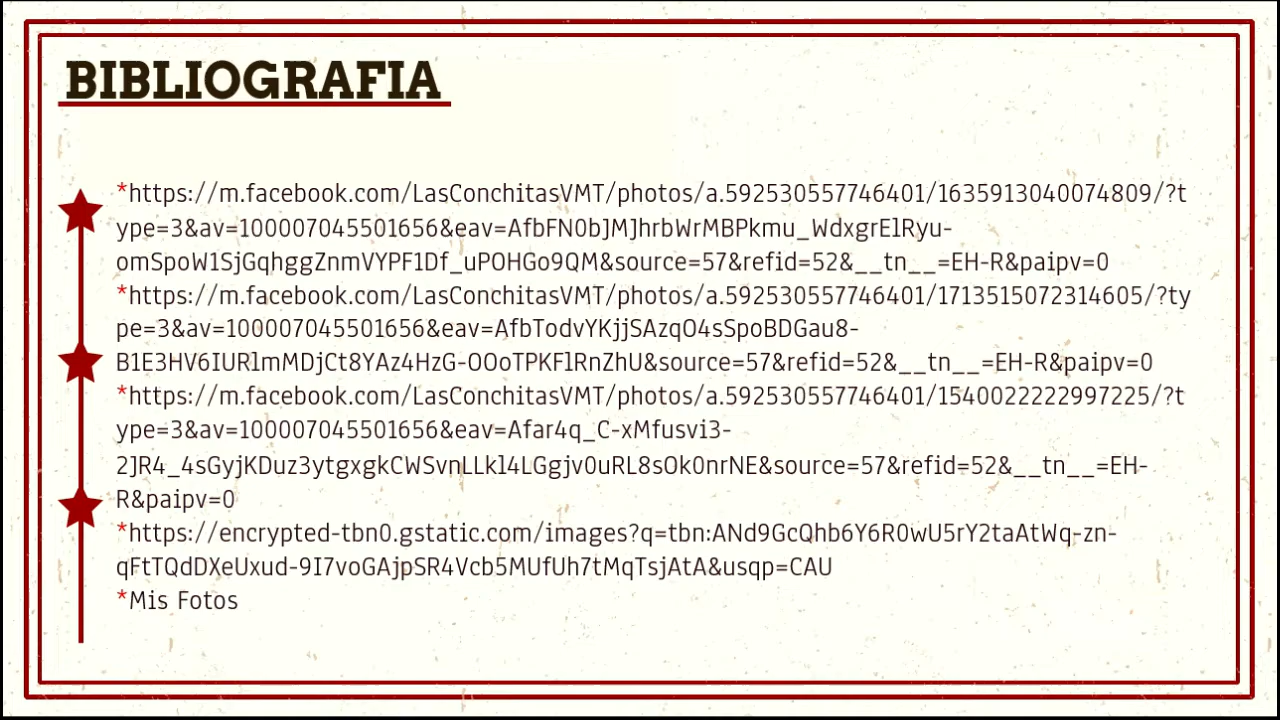 BIBLIOGRAFIA
*https://m.facebook.com/LasConchitasVMT/photos/a.592530557746401/1635913040074809/?t
ype=3&av=100007045501656&eav=AfbFN0bJMJhrbWrMBPkmu_WdxgrElRyu-
omSpoW1SjGqhggZnmVYPF1Df_uPOHGo9QM&source=57&refid=52&__tn__=EH-R&paipv=0
*https://m.facebook.com/LasConchitasVMT/photos/a.592530557746401/1713515072314605/?ty
pe=3&av=100007045501656&eav=AfbTodvYKjjSAzqO4sSpoBDGau8-
B1E3HV6IURlmMDjCt8YAz4HzG-OOoTPKFlRnZhU&source=57&refid=52&__tn__=EH-R&paipv=0
*https://m.facebook.com/LasConchitasVMT/photos/a.592530557746401/1540022222997225/?t
ype=3&av=100007045501656&eav=Afar4q_C-xMfusvi3-
2JR4_4sGyjKDuz3ytgxgkCWSvnLLkl4LGgjv0uRL8sOk0nrNE&source=57&refid=52&__tn__=EH-
R&paipv=0
*https://encrypted-tbn0.gstatic.com/images?q=tbn:ANd9GcQhb6Y6R0wU5rY2taAtWq-zn-
qFtTQdDXeUxud-9I7voGAjpSR4Vcb5MUfUh7tMqTsjAtA&usqp=CAU
*Mis Fotos